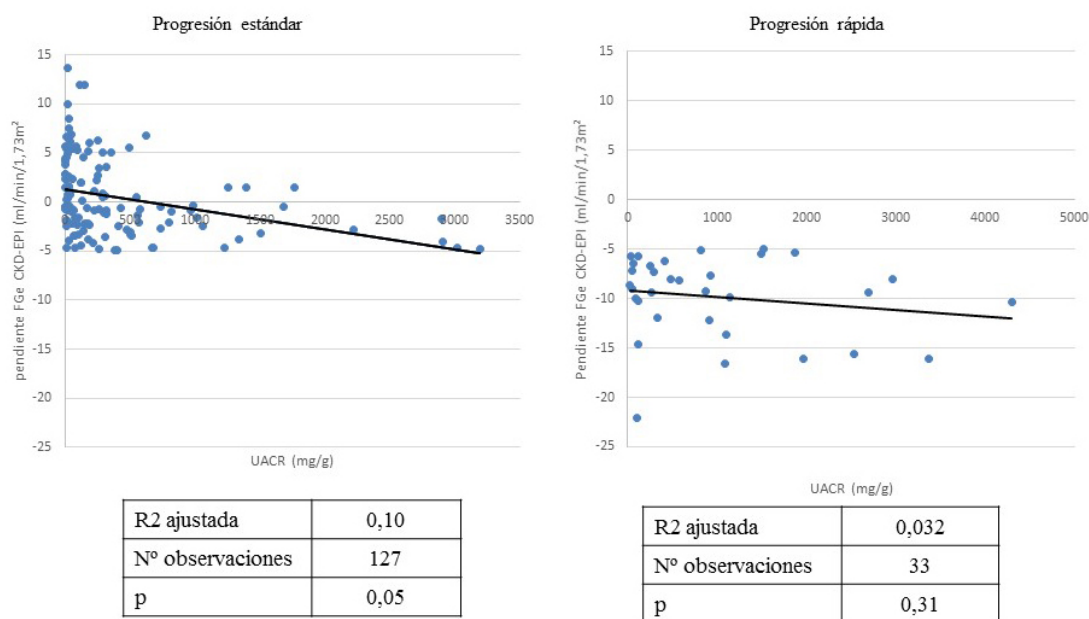 Progresión estándar
15
10
5
0
-5
-10
-15
-20
-25
0 500 1000 1500 2000 2500 3000 3500
pendiente FGe CKD-EPI (ml/min/1,73m²
UACR (mg/g)
R2 ajustada 0,10
Nº observaciones 127
p 0,05
Progresión rápida
15
10
5
0
-5
-10
-15
-20
-25
0 1000 2000 3000 4000 5000
Pendiente FGe CKD-EPI (ml/min/1,73m²
UACR (mg/g)
R2 ajustada 0,032
Nº observaciones 33
p 0,31